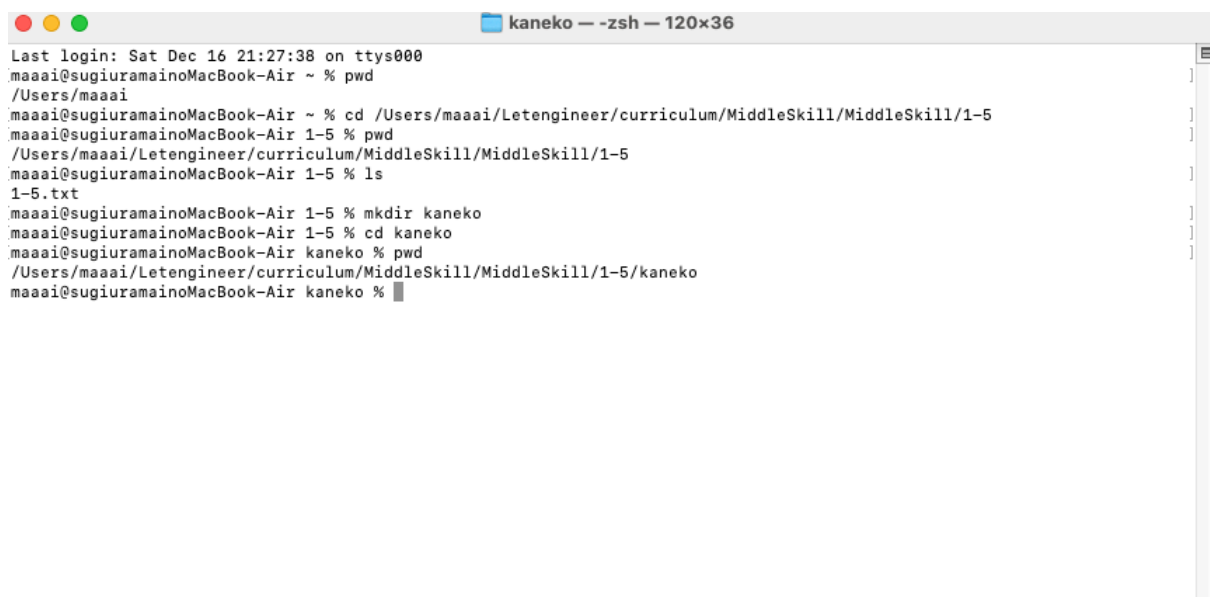 kaneko — -zsh — 120×36
Last login: Sat Dec 16 21:27:38 on ttys000
[maaai@sugiuramainoMacBook-Air ~ % pwd ]
/Users/maaai
[maaai@sugiuramainoMacBook-Air ~ % cd /Users/maaai/Letengineer/curriculum/MiddleSkill/MiddleSkill/1-5 ]
[maaai@sugiuramainoMacBook-Air 1-5 % pwd ]
/Users/maaai/Letengineer/curriculum/MiddleSkill/MiddleSkill/1-5
[maaai@sugiuramainoMacBook-Air 1-5 % ls ]
1-5.txt
[maaai@sugiuramainoMacBook-Air 1-5 % mkdir kaneko ]
[maaai@sugiuramainoMacBook-Air 1-5 % cd kaneko ]
[maaai@sugiuramainoMacBook-Air kaneko % pwd ]
/Users/maaai/Letengineer/curriculum/MiddleSkill/MiddleSkill/1-5/kaneko
maaai@sugiuramainoMacBook-Air kaneko %